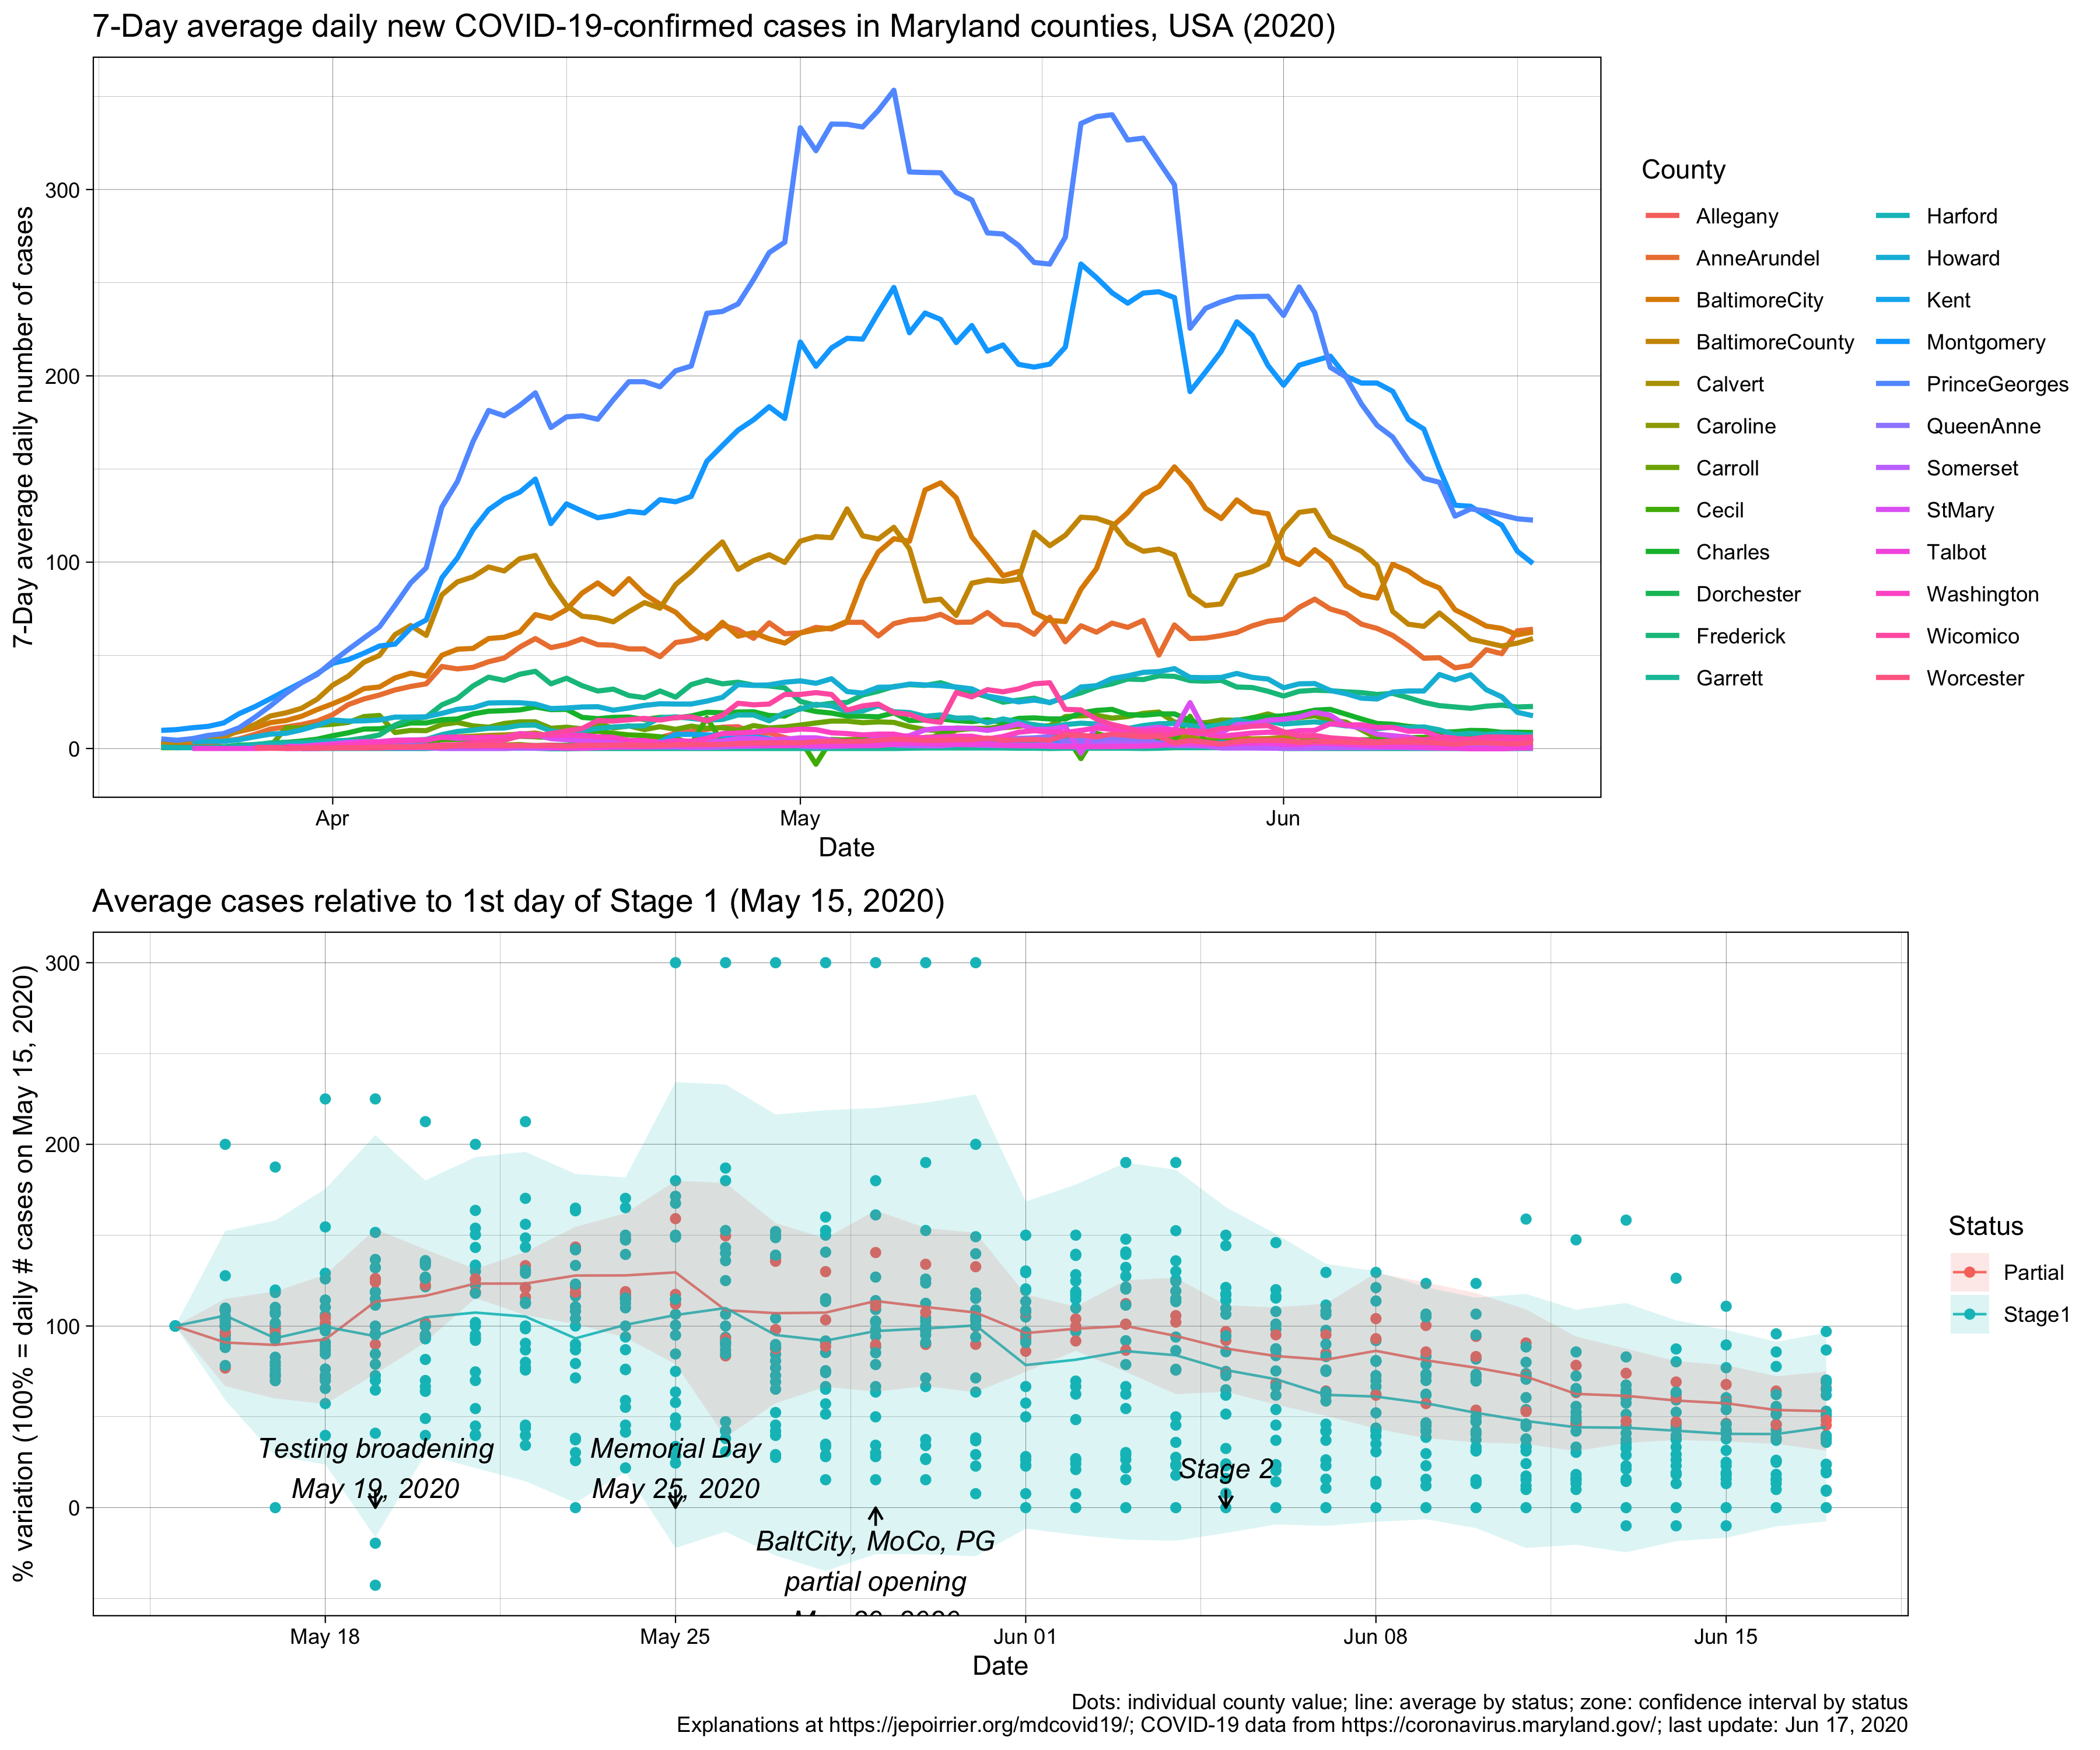 7-Day average daily new COVID-19-confirmed cases in Maryland counties, USA (2020)
7-Day average daily number of cases
300
200
100
0
Apr
May
Jun
Date
County
Allegany
AnneArundel
BaltimoreCity
BaltimoreCounty
Calvert
Caroline
Carroll
Cecil
Charles
Dorchester
Frederick
Garrett
Harford
Howard
Kent
Montgomery
PrinceGeorges
QueenAnne
Somerset
StMary
Talbot
Washington
Wicomico
Worcester
Average cases relative to 1st day of Stage 1 (May 15, 2020)
% variation (100% = daily # cases on May 15, 2020)
300
200
100
0
Testing broadening
May 19, 2020
Memorial Day
May 25, 2020
BaltCity, MoCo, PG
partial opening
Stage 2
May 18
May 25
Jun 01
Jun 08
Jun 15
Date
Status
Partial
Stage1
Dots: individual county value; line: average by status; zone: confidence interval by status
Explanations at https://jepoirrier.org/mdcovid19/; COVID-19 data from https://coronavirus.maryland.gov/; last update: Jun 17, 2020